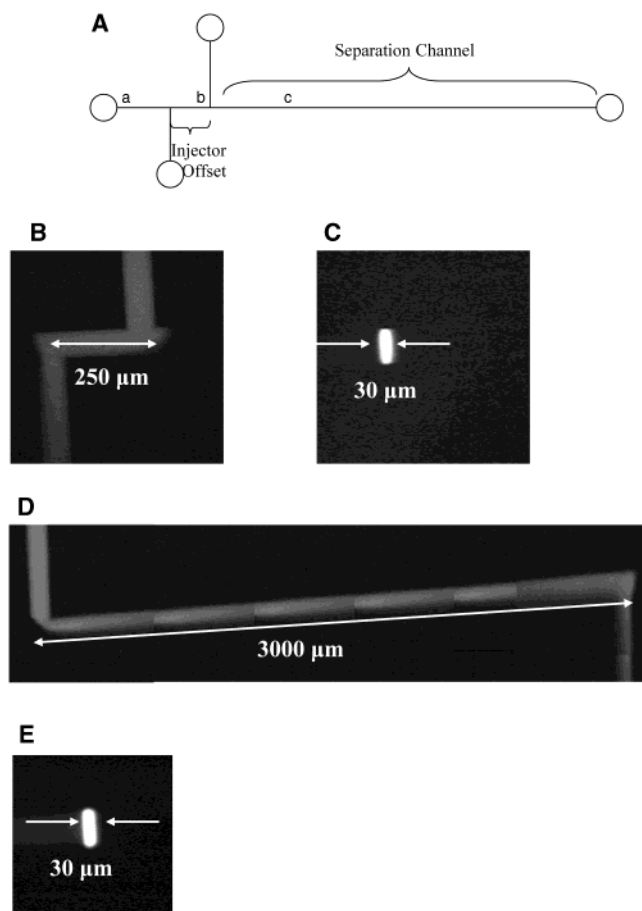 A
Separation Channel
a
b
c
Injector
Offset
B
C
250 µm
30 µm
D
3000 µm
E
30 µm